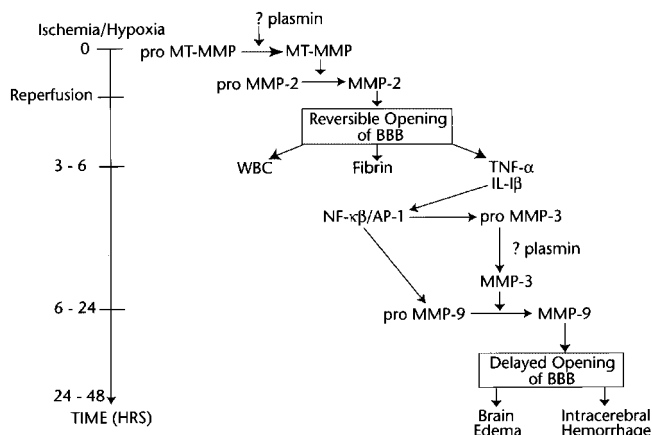 Ischemia/Hypoxia
? plasmin
0
pro MT-MMP
MT-MMP
pro MMP-2
MMP-2
Reperfusion
Reversible Opening
of BBB
3 - 6
WBC
Fibrin
TNF-α
IL-Iβ
NF-κβ/AP-1
pro MMP-3
? plasmin
MMP-3
6 - 24
pro MMP-9
MMP-9
Delayed Opening
of BBB
24 - 48
TIME (HRS)
Brain
Edema
Intracerebral
Hemorrhage